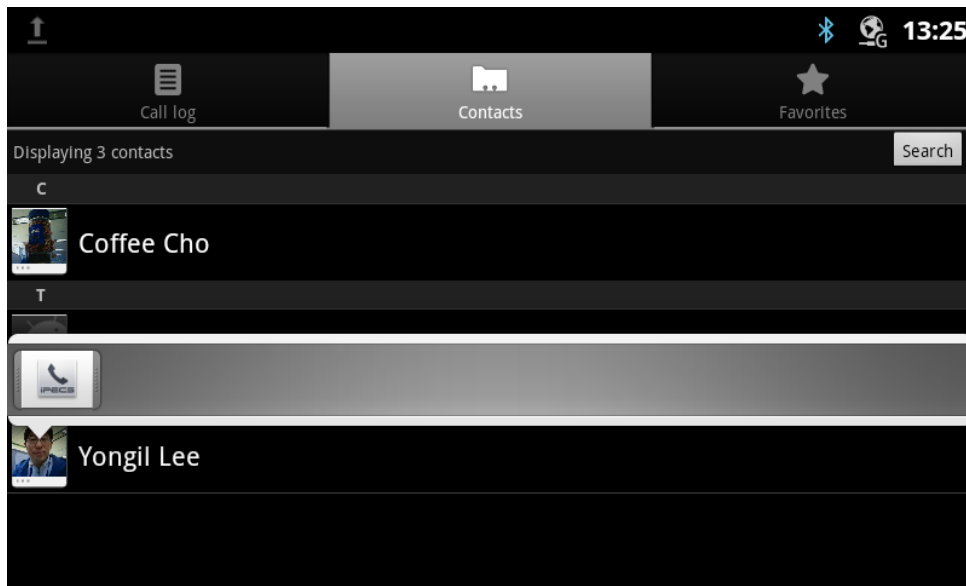 G 13:25
Call log Contacts Favorites
Displaying 3 contacts Search
C
Coffee Cho
T
iPECS
Yongil Lee